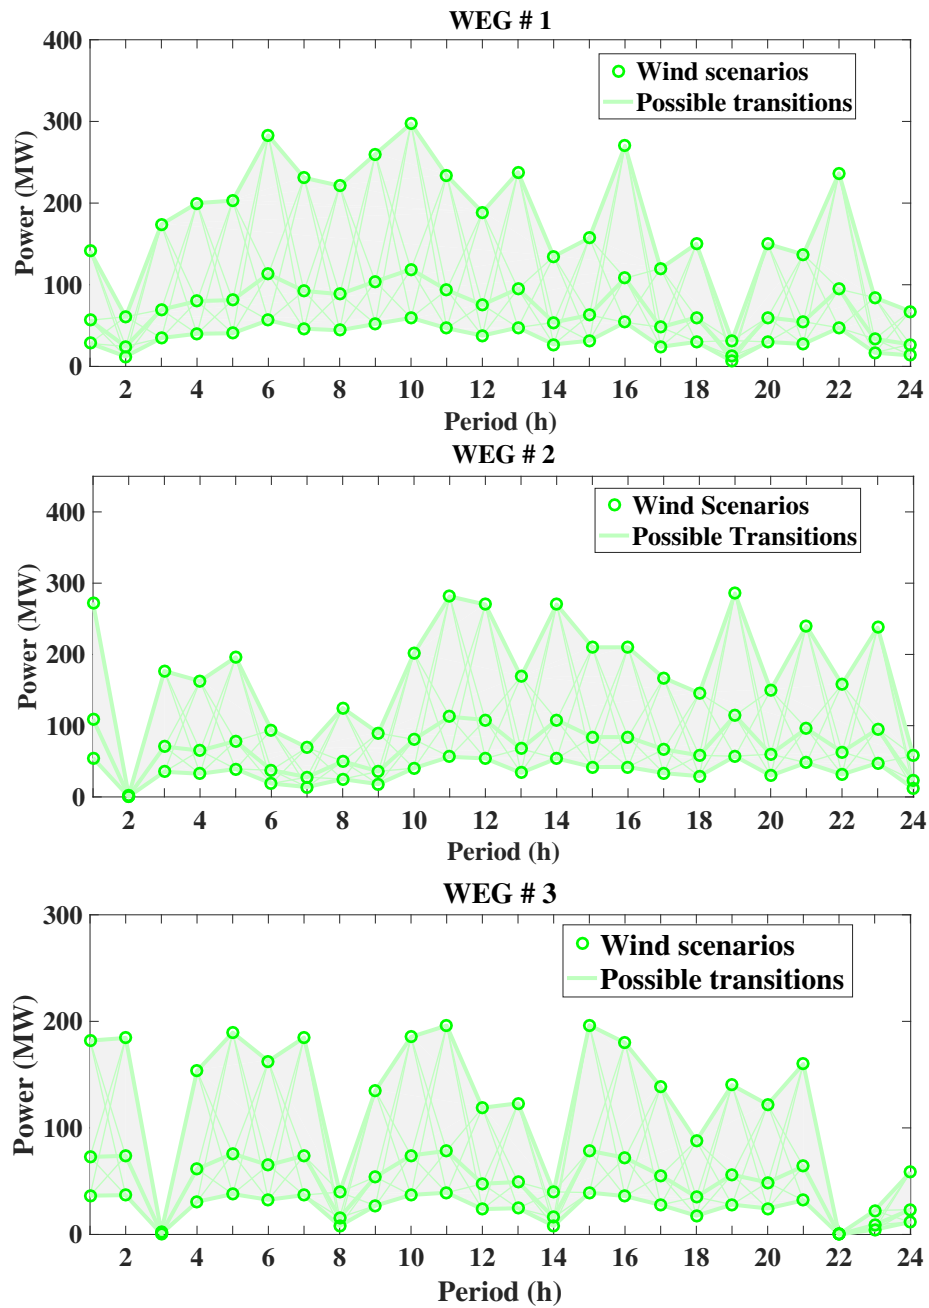 WEG # 1
400
300
200
100
0
Power (MW)
Wind scenarios
Possible transitions
2 4 6 8 10 12 14 16 18 20 22 24
Period (h)
WEG # 2
400
300
200
100
0
Power (MW)
Wind Scenarios
Possible Transitions
2 4 6 8 10 12 14 16 18 20 22 24
Period (h)
WEG # 3
300
200
100
0
Power (MW)
Wind scenarios
Possible transitions
2 4 6 8 10 12 14 16 18 20 22 24
Period (h)